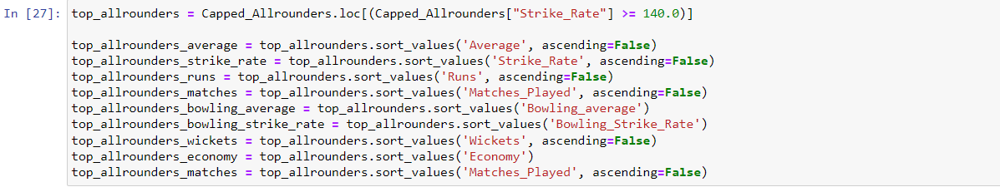 In [27]: top_allrounders = Capped_Allrounders.loc[(Capped_Allrounders["Strike_Rate"] >= 140.0)]
top_allrounders_average = top_allrounders.sort_values('Average', ascending=False)
top_allrounders_strike_rate = top_allrounders.sort_values('Strike_Rate', ascending=False)
top_allrounders_runs = top_allrounders.sort_values('Runs', ascending=False)
top_allrounders_matches = top_allrounders.sort_values('Matches_Played', ascending=False)
top_allrounders_bowling_average = top_allrounders.sort_values('Bowling_average')
top_allrounders_bowling_strike_rate = top_allrounders.sort_values('Bowling_Strike_Rate')
top_allrounders_wickets = top_allrounders.sort_values('Wickets', ascending=False)
top_allrounders_economy = top_allrounders.sort_values('Economy')
top_allrounders_matches = top_allrounders.sort_values('Matches_Played', ascending=False)